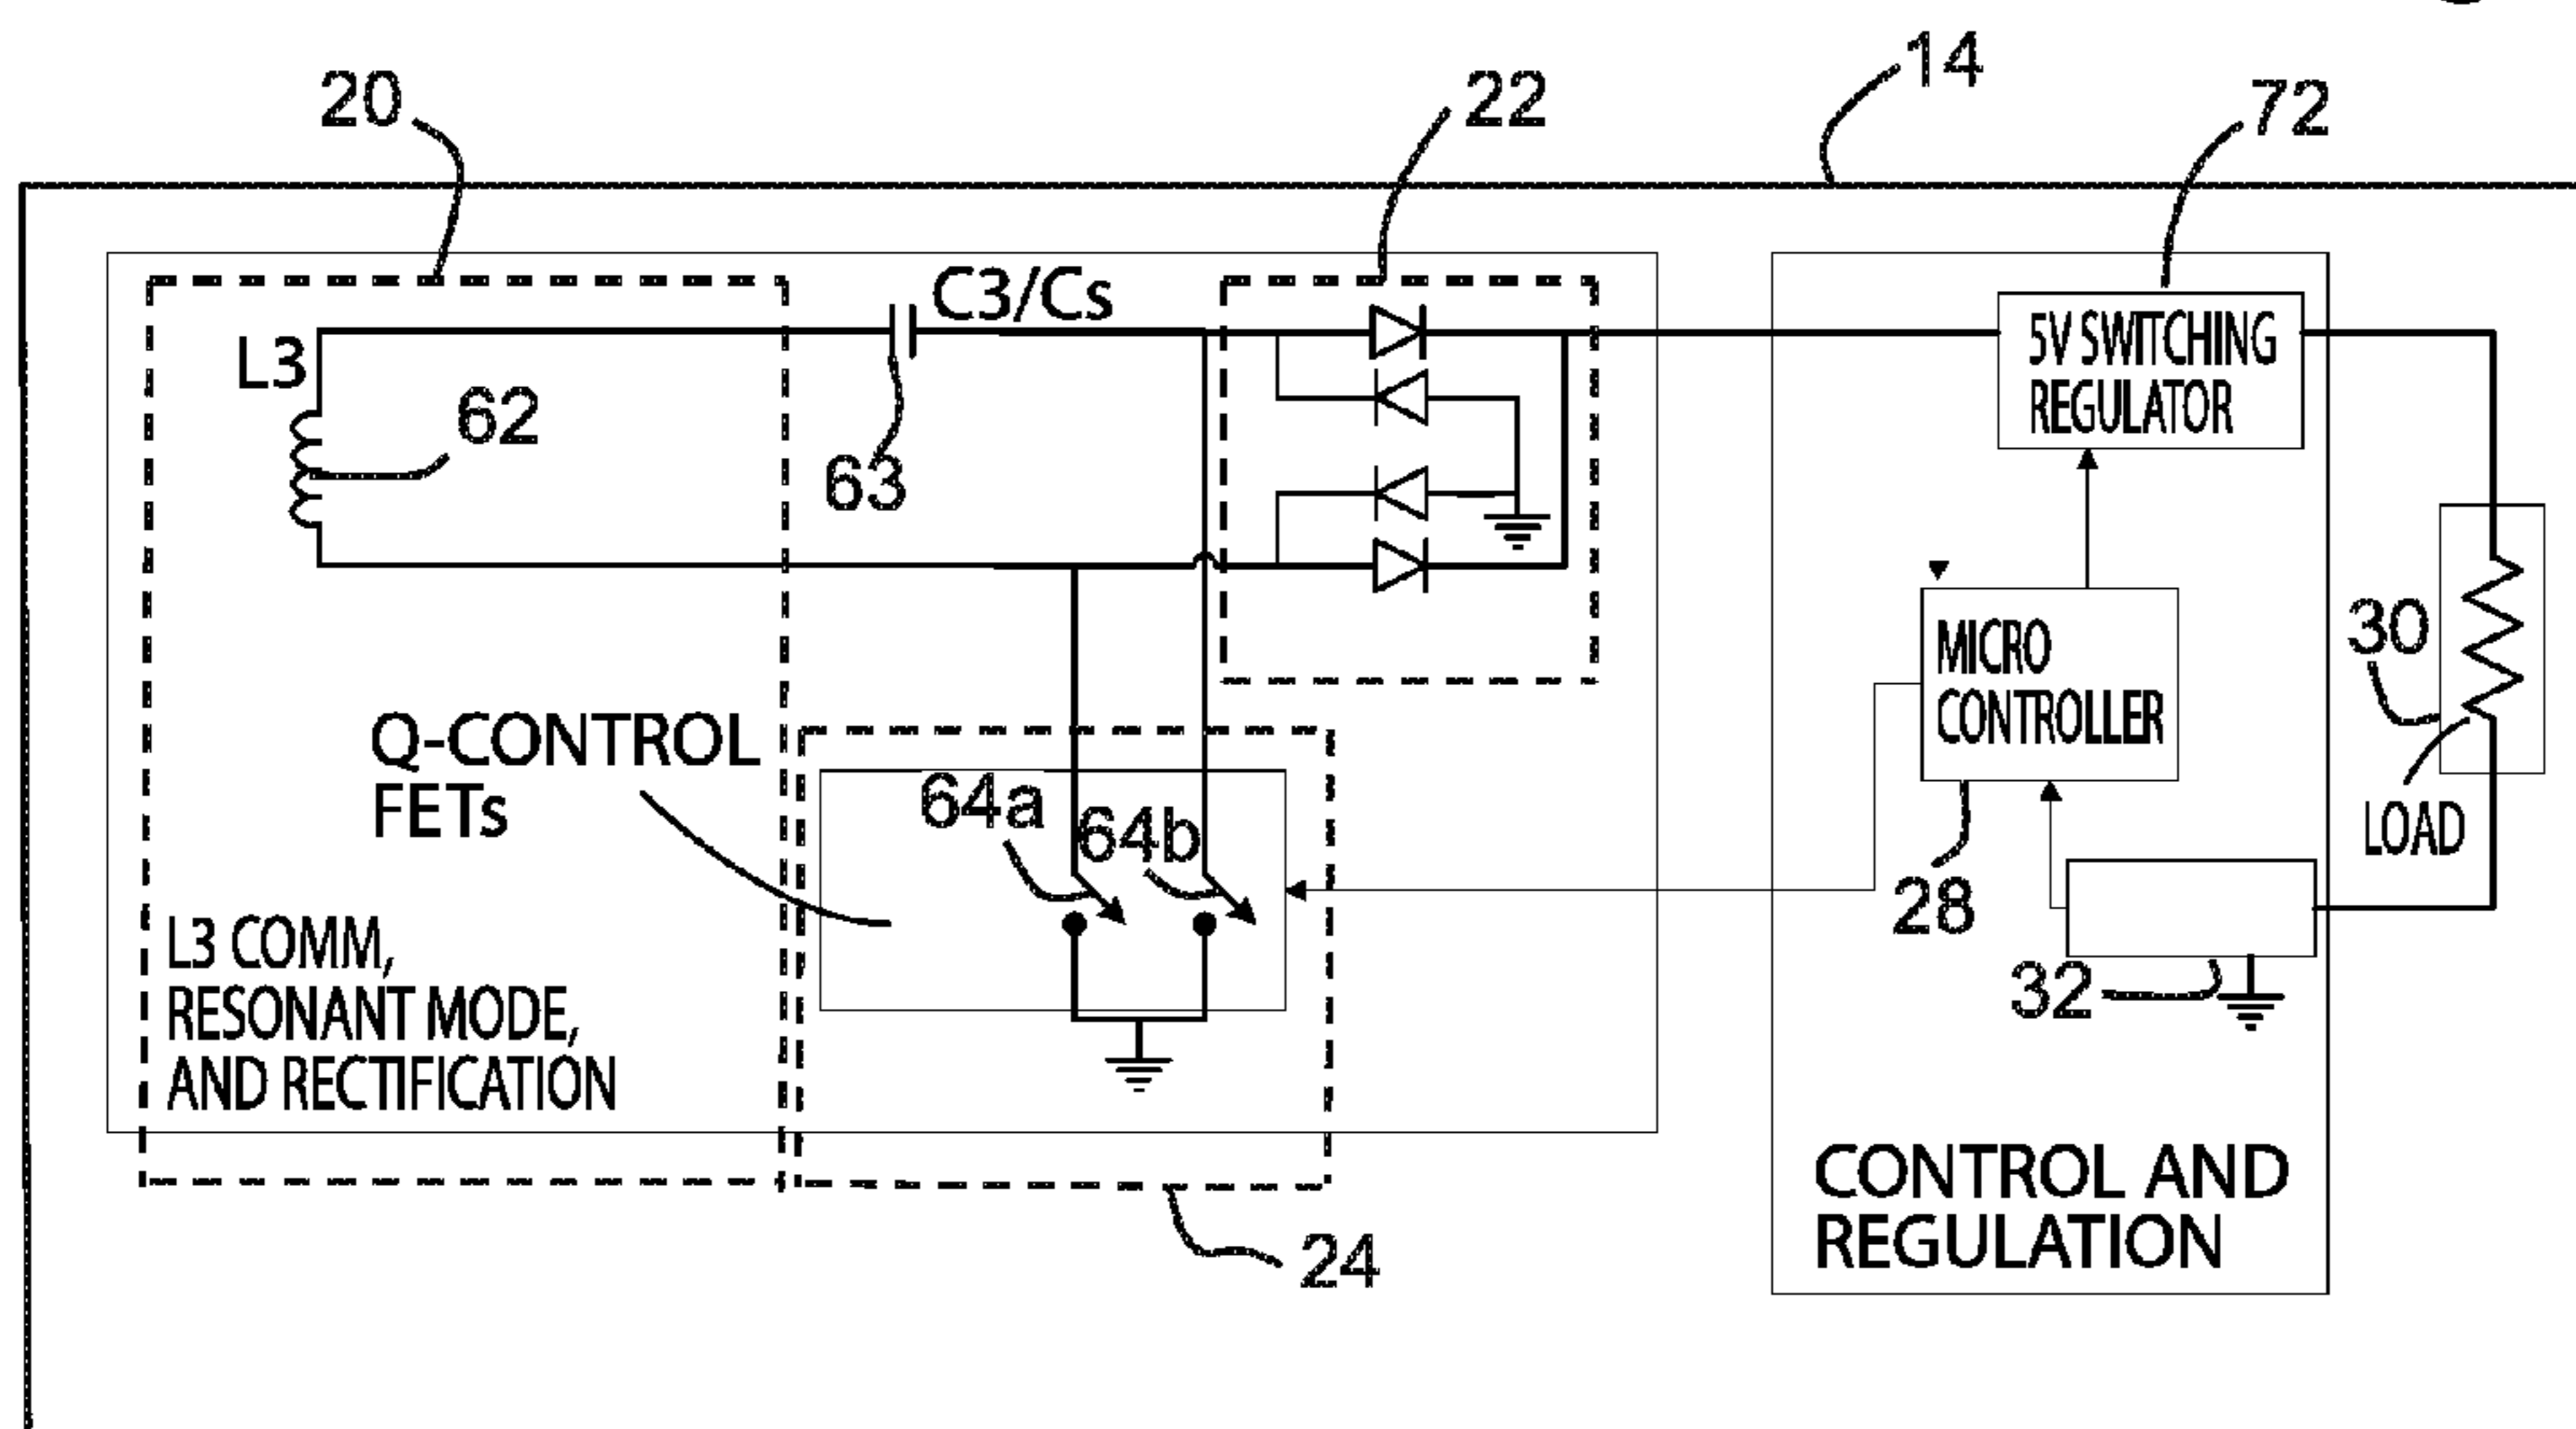 14
20
22
72
C3/Cs
L3
5V SWITCHING
REGULATOR
62
63
30
MICRO
CONTROLLER
Q-CONTROL
FETs
64a
64b
LOAD
28
L3 COMM,
RESONANT MODE,
AND RECTIFICATION
32
CONTROL AND
REGULATION
24